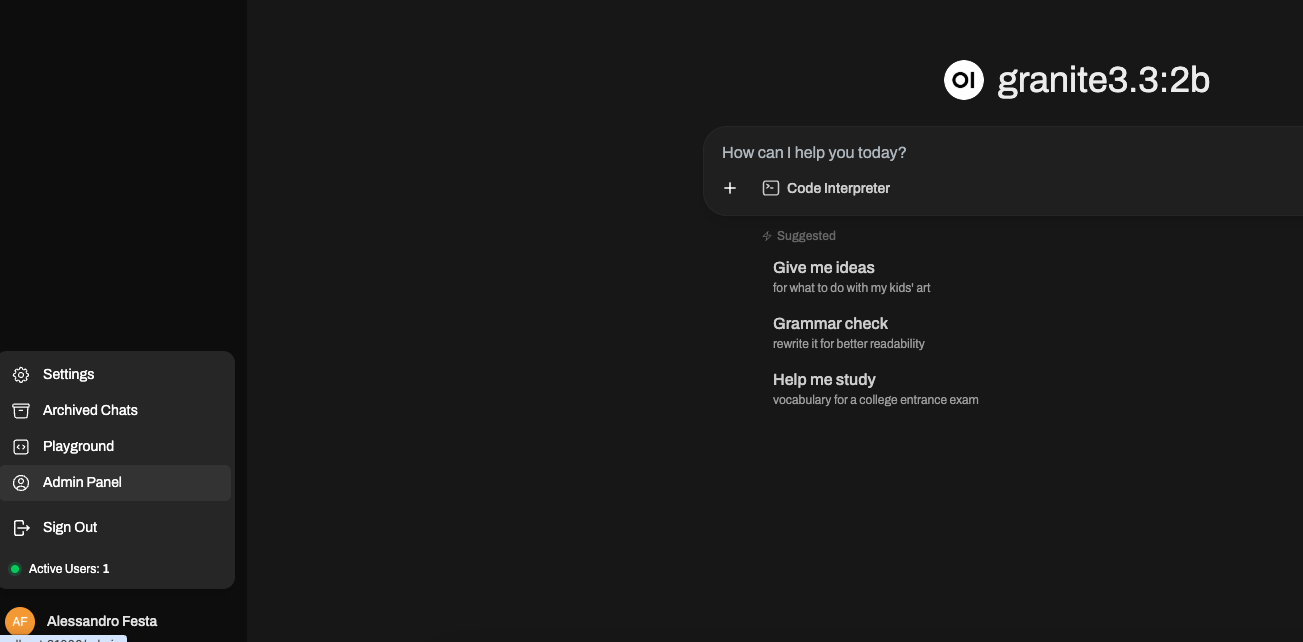 OI granite3.3:2b
How can I help you today?
Code Interpreter
Suggested
Give me ideas
for what to do with my kids' art
Grammar check
rewrite it for better readability
Help me study
vocabulary for a college entrance exam
Settings
Archived Chats
Playground
Admin Panel
Sign Out
Active Users: 1
AF Alessandro Festa